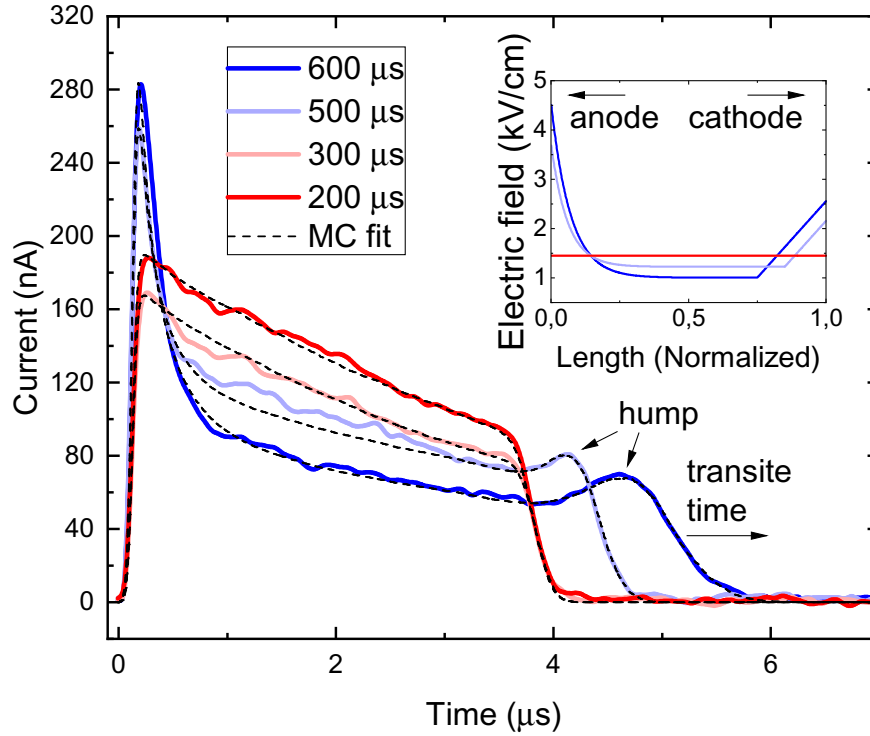 280
240
200
160
120
80
40
0
Current (nA)
0
2
4
6
Time (μs)
600 μs
500 μs
300 μs
200 μs
MC fit
5
4
3
2
1
Electric field (kV/cm)
anode
cathode
0,0
0,5
1,0
Length (Normalized)
hump
transite
time